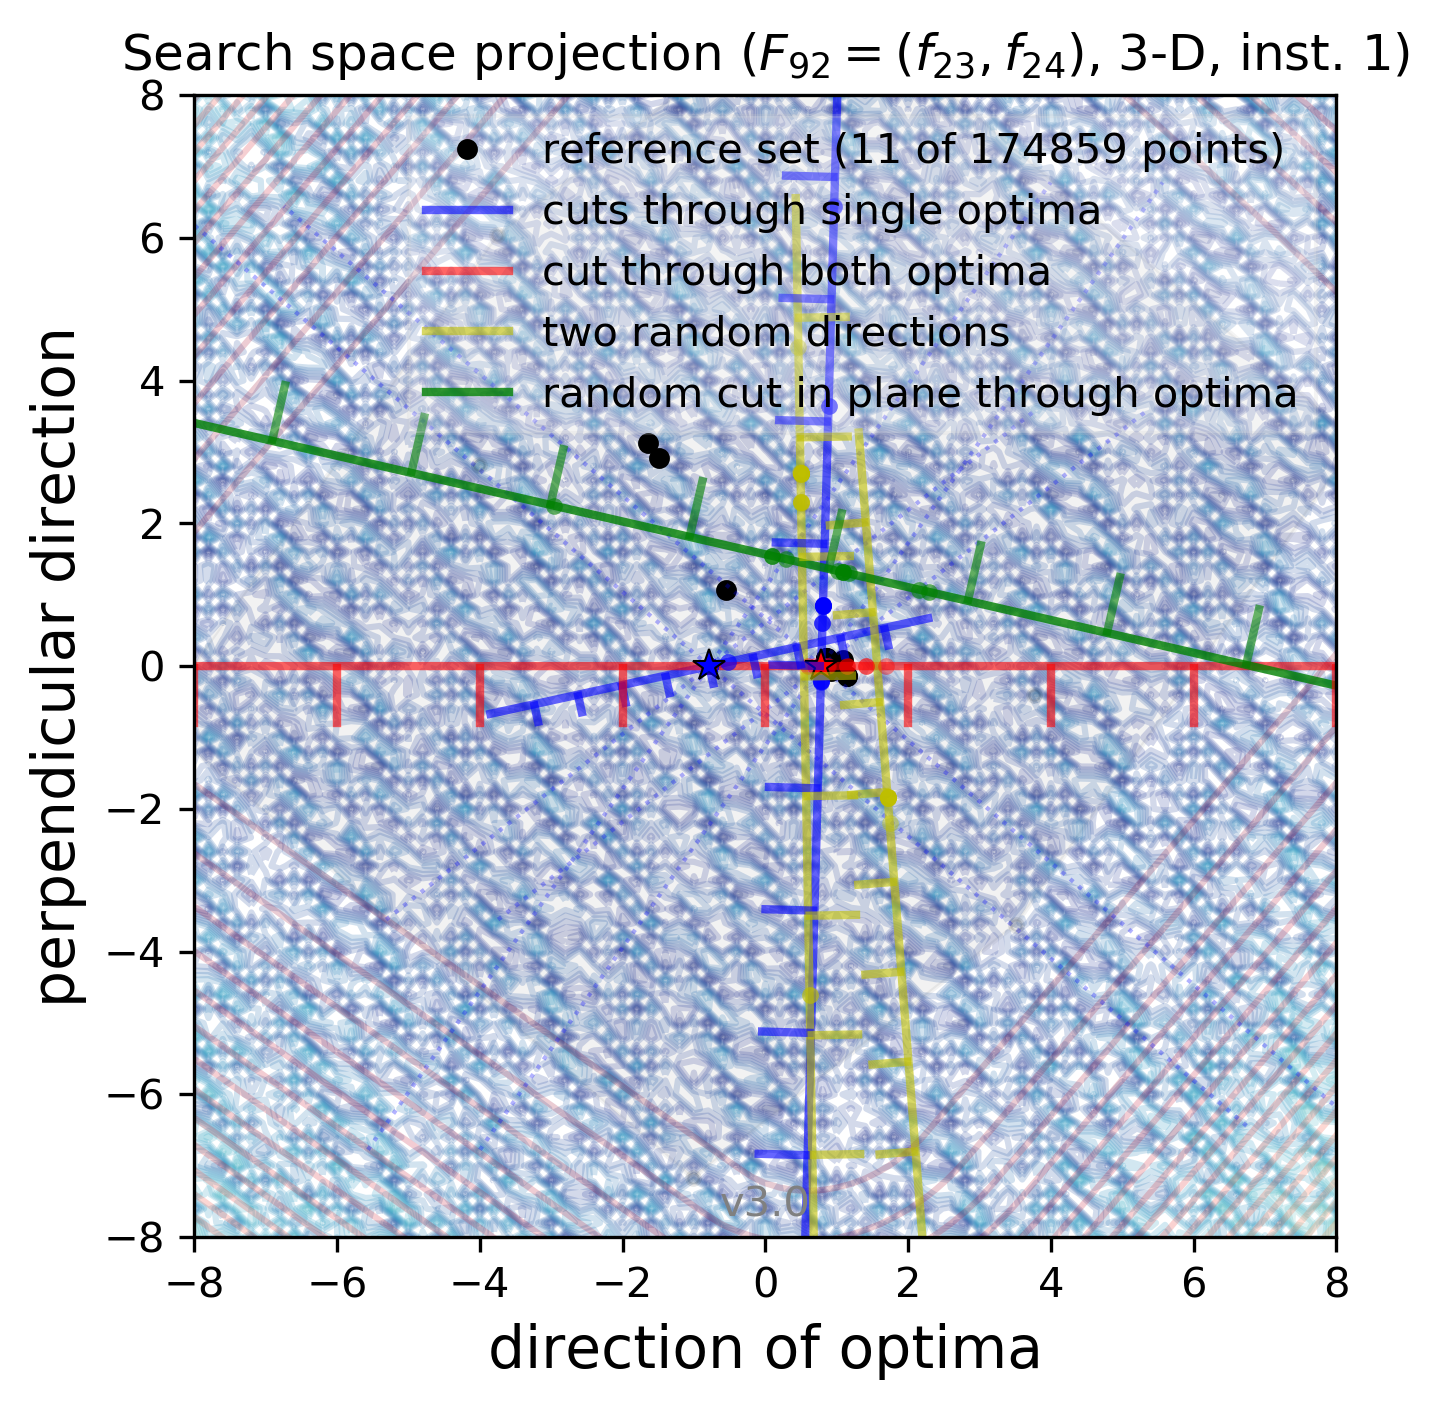 Search space projection (F₉₂ = (f₂₃, f₂₄), 3-D, inst. 1)
reference set (11 of 174859 points)
cuts through single optima
cut through both optima
two random directions
random cut in plane through optima
perpendicular direction
8
6
4
2
0
−2
−4
−6
−8
v3.0
−8 −6 −4 −2 0 2 4 6 8
direction of optima